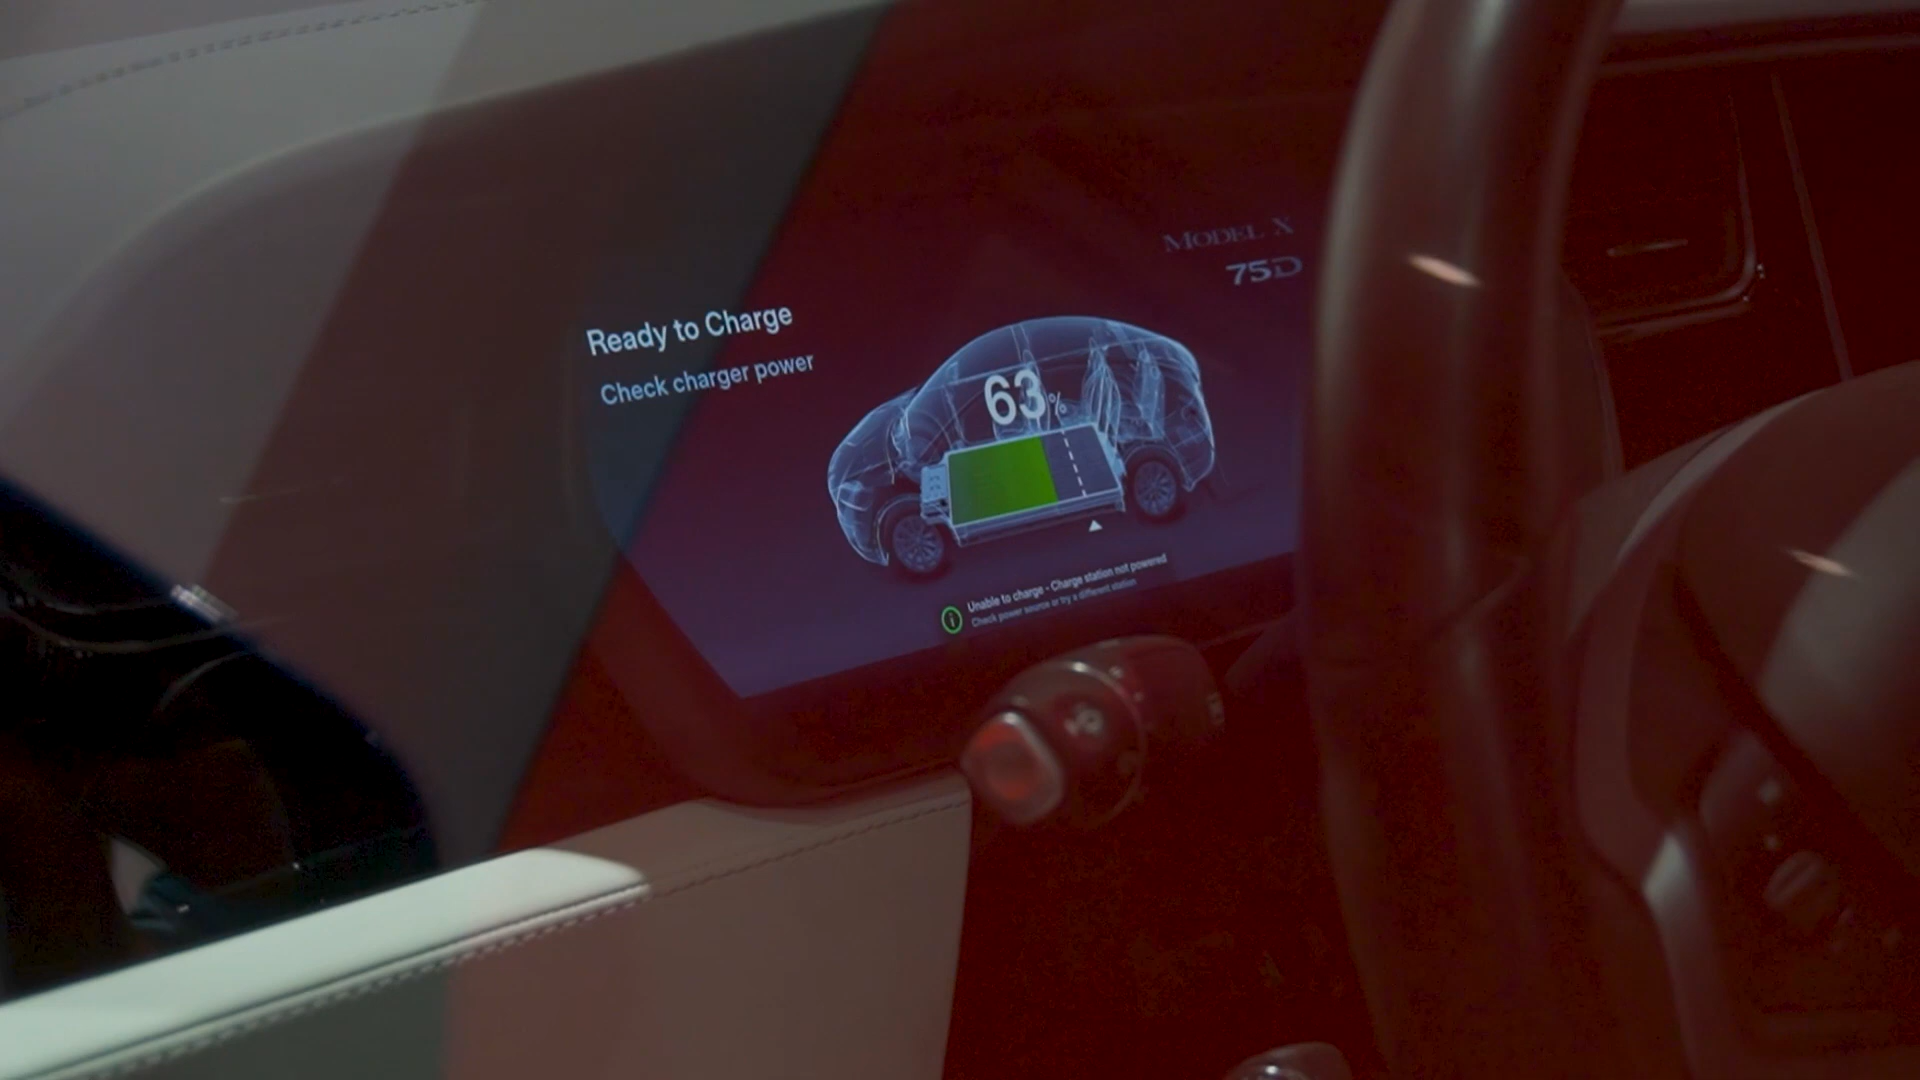 MODEL X
75D
Ready to Charge
Check charger power
63%
Unable to charge - Charge station not powered
Check power source or try a different station